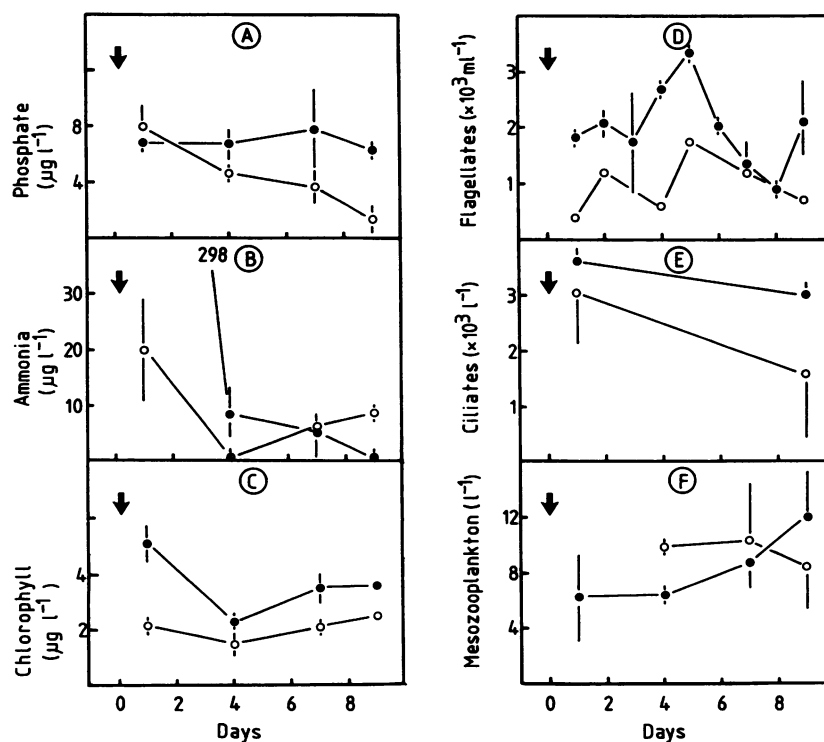 A
Phosphate
(µg l⁻¹)
8
4
B
298
Ammonia
(µg l⁻¹)
30
20
10
C
Chlorophyll
(µg l⁻¹)
4
2
0 2 4 6 8
Days
D
Flagellates (×10³ ml⁻¹)
3
2
1
E
Ciliates (×10³ l⁻¹)
3
2
1
F
Mesozooplankton (l⁻¹)
12
8
4
0 2 4 6 8
Days